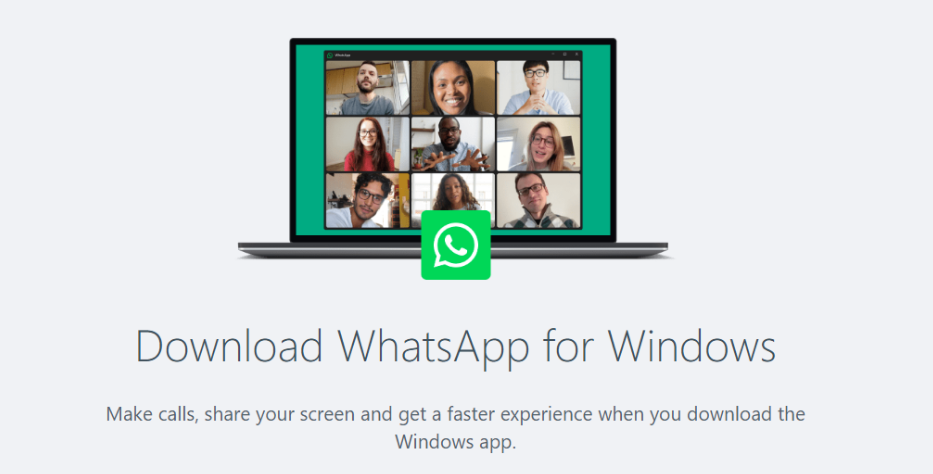 WhatsApp
Download WhatsApp for Windows
Make calls, share your screen and get a faster experience when you download the
Windows app.